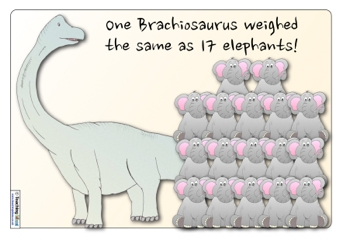 One Brachiosaurus weighed
the same as 17 elephants!